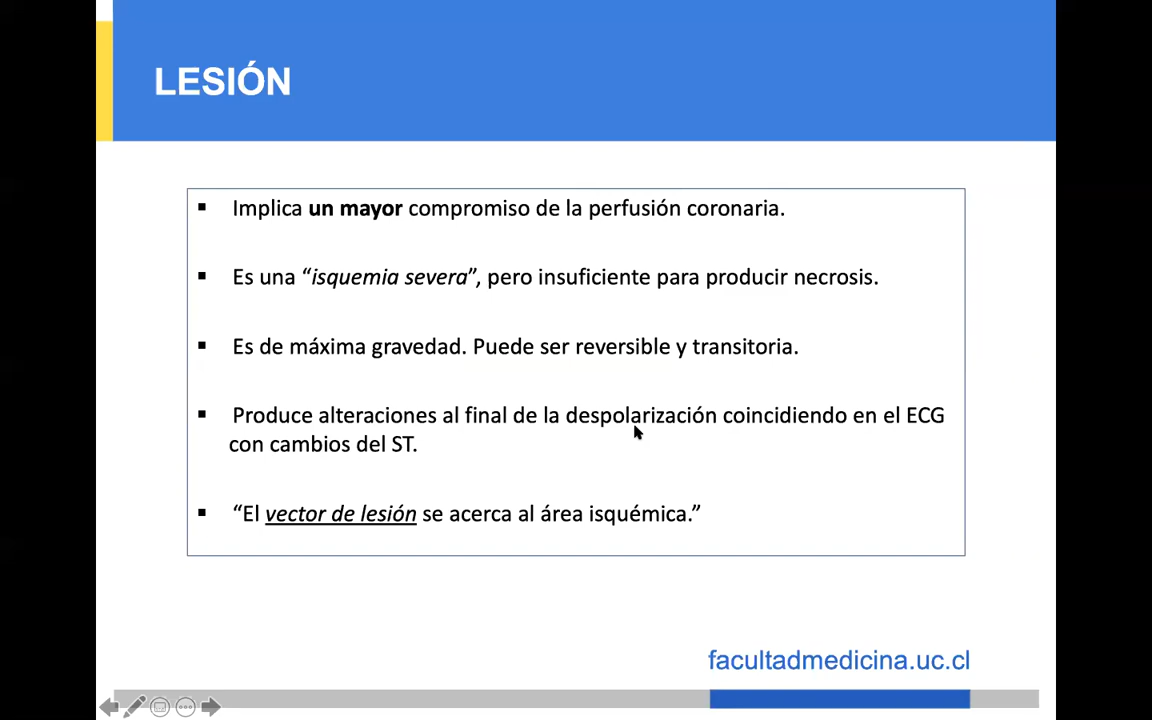 LESIÓN
▪ Implica un mayor compromiso de la perfusión coronaria.
▪ Es una “isquemia severa”, pero insuficiente para producir necrosis.
▪ Es de máxima gravedad. Puede ser reversible y transitoria.
▪ Produce alteraciones al final de la despolarización coincidiendo en el ECG
con cambios del ST.
▪ “El vector de lesión se acerca al área isquémica.”
facultadmedicina.uc.cl